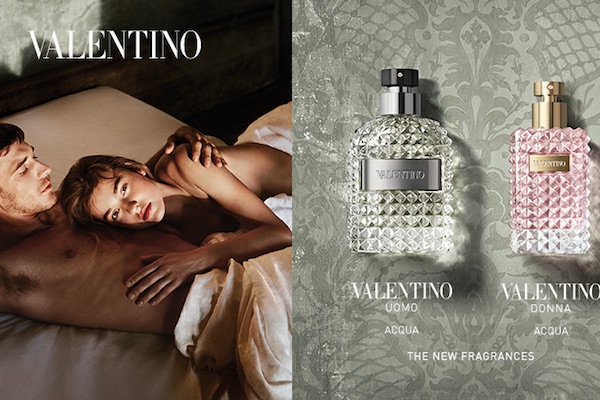 VALENTINO
VALENTINO
VALENTINO
VALENTINO
UOMO
ACQUA
VALENTINO
DONNA
ACQUA
THE NEW FRAGRANCES